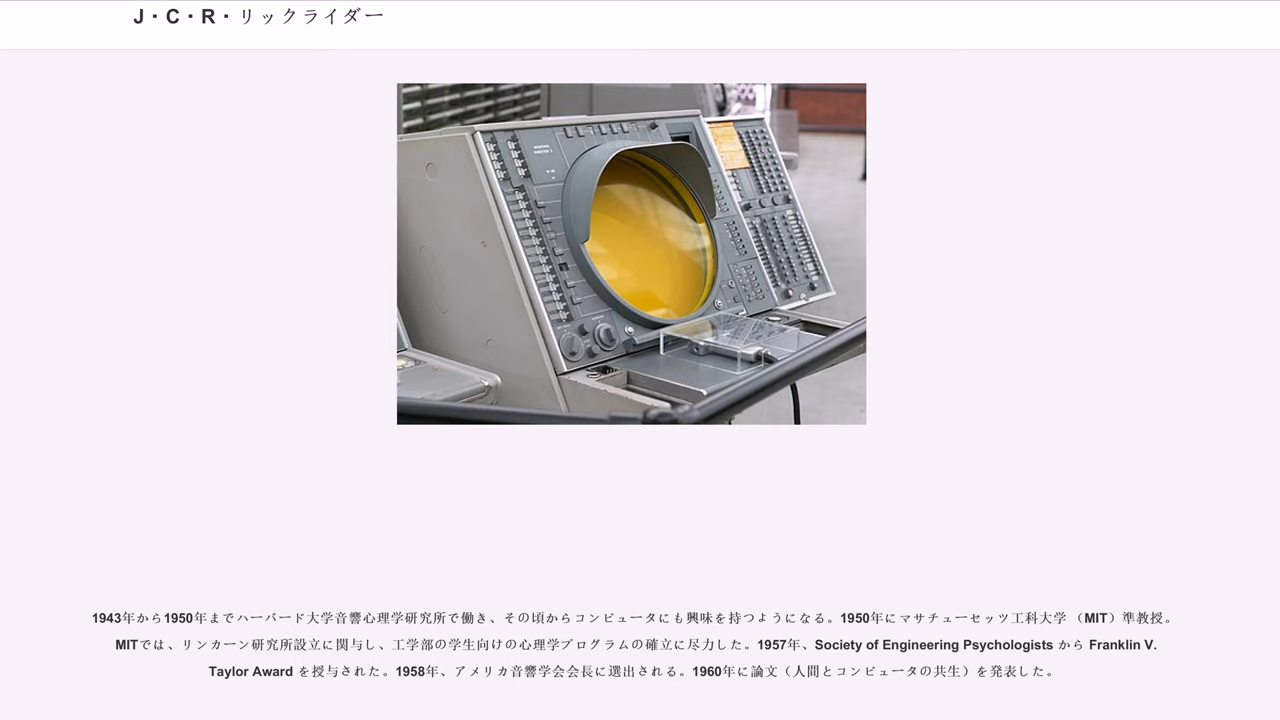 J・C・R・リックライダー
1943年から1950年までハーバード大学音響心理学研究所で働き、その頃からコンピュータにも興味を持つようになる。1950年にマサチューセッツ工科大学 （MIT）準教授。
MITでは、リンカーン研究所設立に関与し、工学部の学生向けの心理学プログラムの確立に尽力した。1957年、Society of Engineering Psychologists から Franklin V.
Taylor Award を授与された。1958年、アメリカ音響学会会長に選出される。1960年に論文（人間とコンピュータの共生）を発表した。